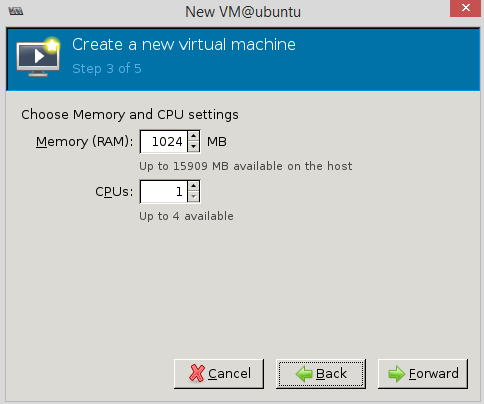 New VM@ubuntu
Create a new virtual machine
Step 3 of 5
Choose Memory and CPU settings
Memory (RAM): 1024 MB
Up to 15909 MB available on the host
CPUs: 1
Up to 4 available
Cancel Back Forward